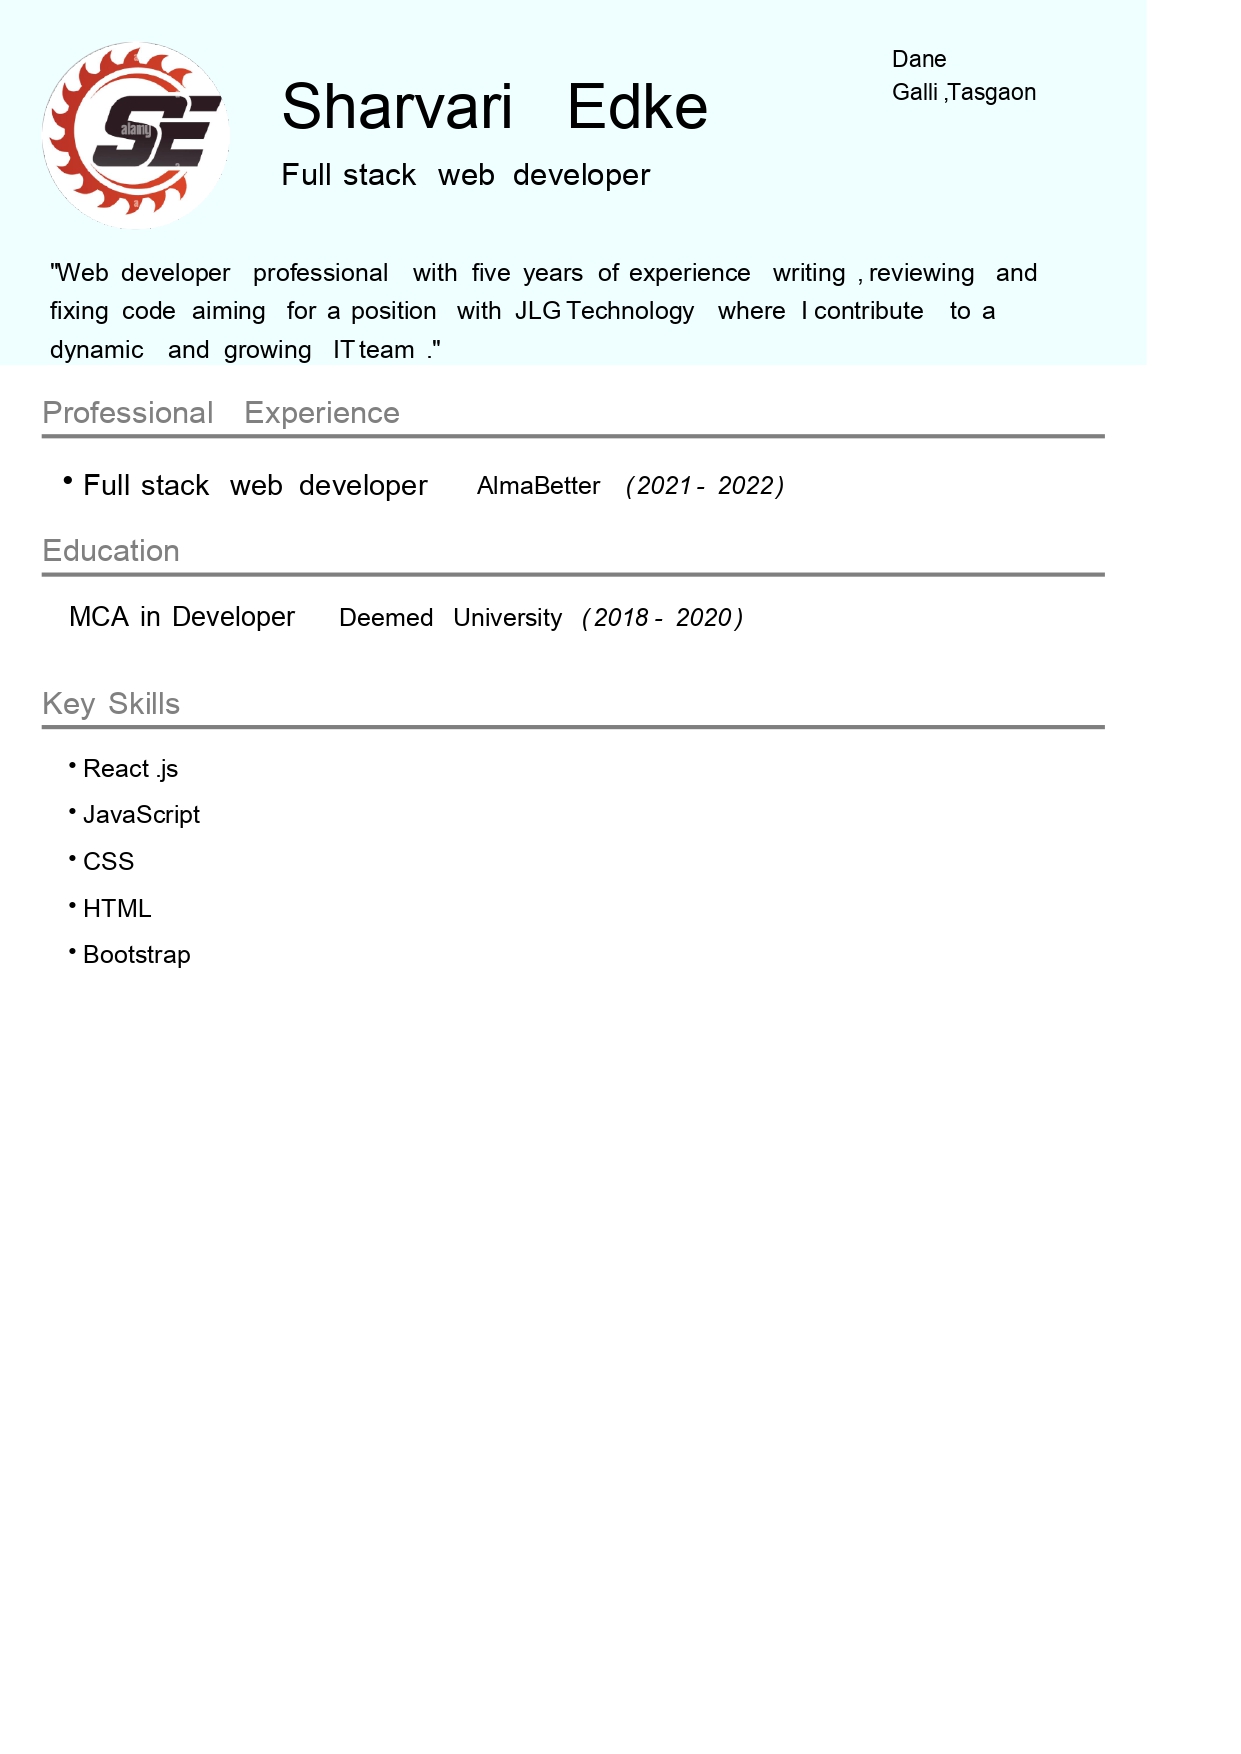 Dane
Galli ,Tasgaon
SE
alamy
a
a
a
Sharvari Edke
Full stack web developer
"Web developer professional with five years of experience writing , reviewing and
fixing code aiming for a position with JLG Technology where I contribute to a
dynamic and growing IT team ."
Professional Experience
• Full stack web developer AlmaBetter (2021 - 2022)
Education
MCA in Developer Deemed University (2018 - 2020)
Key Skills
• React .js
• JavaScript
• CSS
• HTML
• Bootstrap